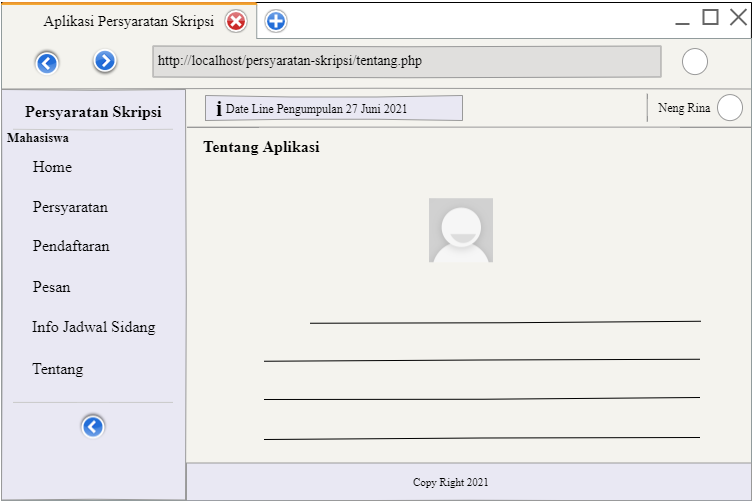 Aplikasi Persyaratan Skripsi
http://localhost/persyaratan-skripsi/tentang.php
Persyaratan Skripsi
Mahasiswa
Home
Persyaratan
Pendaftaran
Pesan
Info Jadwal Sidang
Tentang
i Date Line Pengumpulan 27 Juni 2021
Neng Rina
Tentang Aplikasi
Copy Right 2021